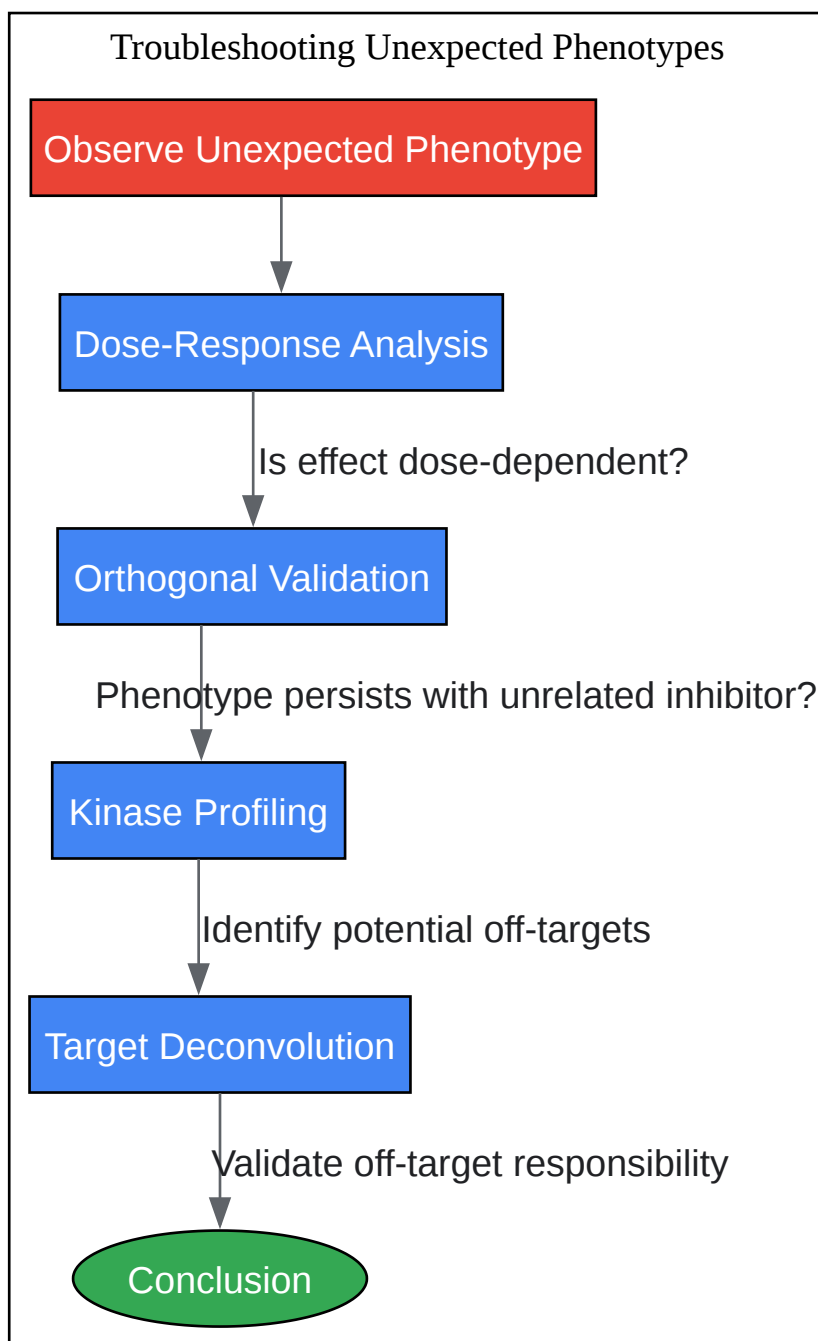 Troubleshooting Unexpected Phenotypes
Observe Unexpected Phenotype
Dose-Response Analysis
Is effect dose-dependent?
Orthogonal Validation
Phenotype persists with unrelated inhibitor?
Kinase Profiling
Identify potential off-targets
Target Deconvolution
Validate off-target responsibility
Conclusion